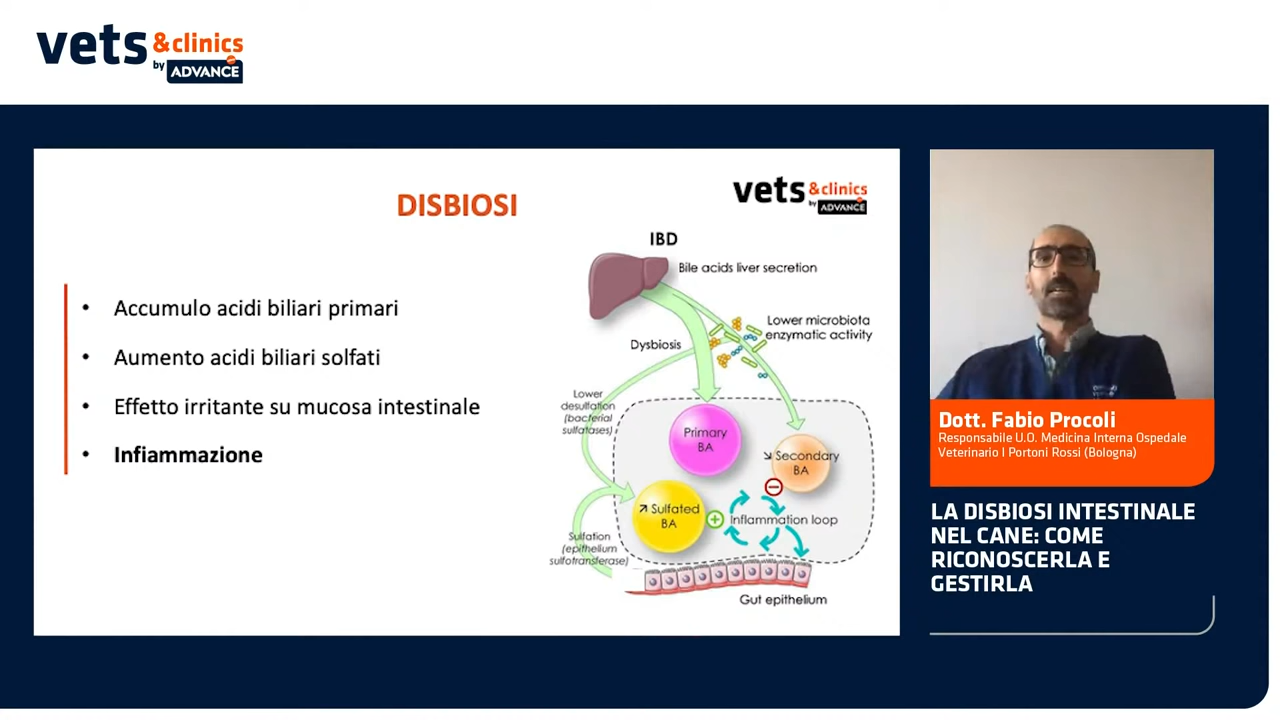 vets &clinics
by ADVANCE
DISBIOSI
vets &clinics
by ADVANCE
• Accumulo acidi biliari primari
• Aumento acidi biliari solfati
• Effetto irritante su mucosa intestinale
• Infiammazione
IBD
Bile acids liver secretion
Lower microbiota
enzymatic activity
Dysbiosis
Lower
desulfation
(bacterial
sulfatases)
Primary
BA
↘ Secondary
BA
↗ Sulfated
BA
Inflammation loop
Sulfation
(epithelium
sulfotransferase)
Gut epithelium
Dott. Fabio Procoli
Responsabile U.O. Medicina Interna Ospedale
Veterinario I Portoni Rossi (Bologna)
LA DISBIOSI INTESTINALE
NEL CANE: COME
RICONOSCERLA E
GESTIRLA